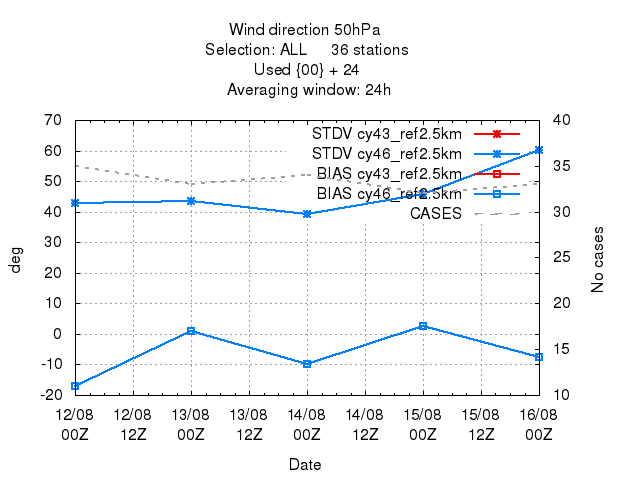 Wind direction 50hPa
Selection: ALL 36 stations
Used {00} + 24
Averaging window: 24h
70 40
STDV cy43_ref2.5km
60 STDV cy46_ref2.5km 35
BIAS cy43_ref2.5km
50 BIAS cy46_ref2.5km
40 CASES 30
30
deg 25 No cases
20
10 20
0
-10 15
-20 10
12/08 12/08 13/08 13/08 14/08 14/08 15/08 15/08 16/08
00Z 12Z 00Z 12Z 00Z 12Z 00Z 12Z 00Z
Date